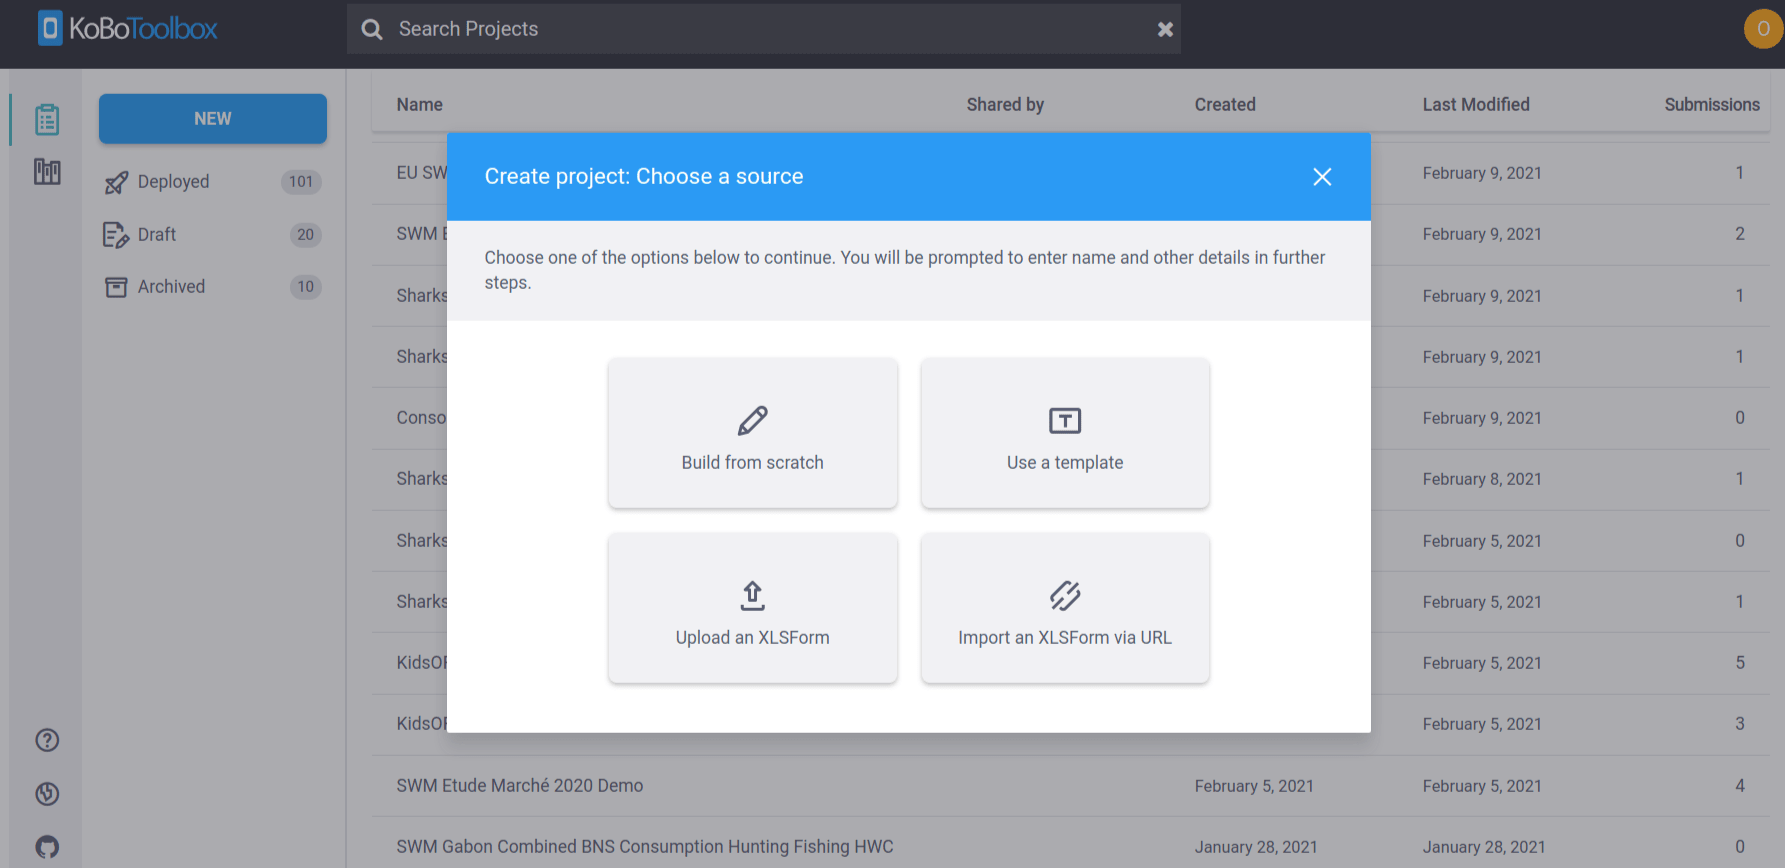 KoBoToolbox
Search Projects
O
NEW
Deployed 101
Draft 20
Archived 10
Name Shared by Created Last Modified Submissions
EU SW February 9, 2021 1
SWM February 9, 2021 2
Sharks February 9, 2021 1
Sharks February 9, 2021 1
Conso February 9, 2021 0
Sharks February 8, 2021 1
Sharks February 5, 2021 0
Sharks February 5, 2021 1
KidsO February 5, 2021 5
KidsO February 5, 2021 3
SWM Etude Marché 2020 Demo February 5, 2021 February 5, 2021 4
SWM Gabon Combined BNS Consumption Hunting Fishing HWC January 28, 2021 January 28, 2021 0
Create project: Choose a source
Choose one of the options below to continue. You will be prompted to enter name and other details in further
steps.
Build from scratch
Use a template
Upload an XLSForm
Import an XLSForm via URL